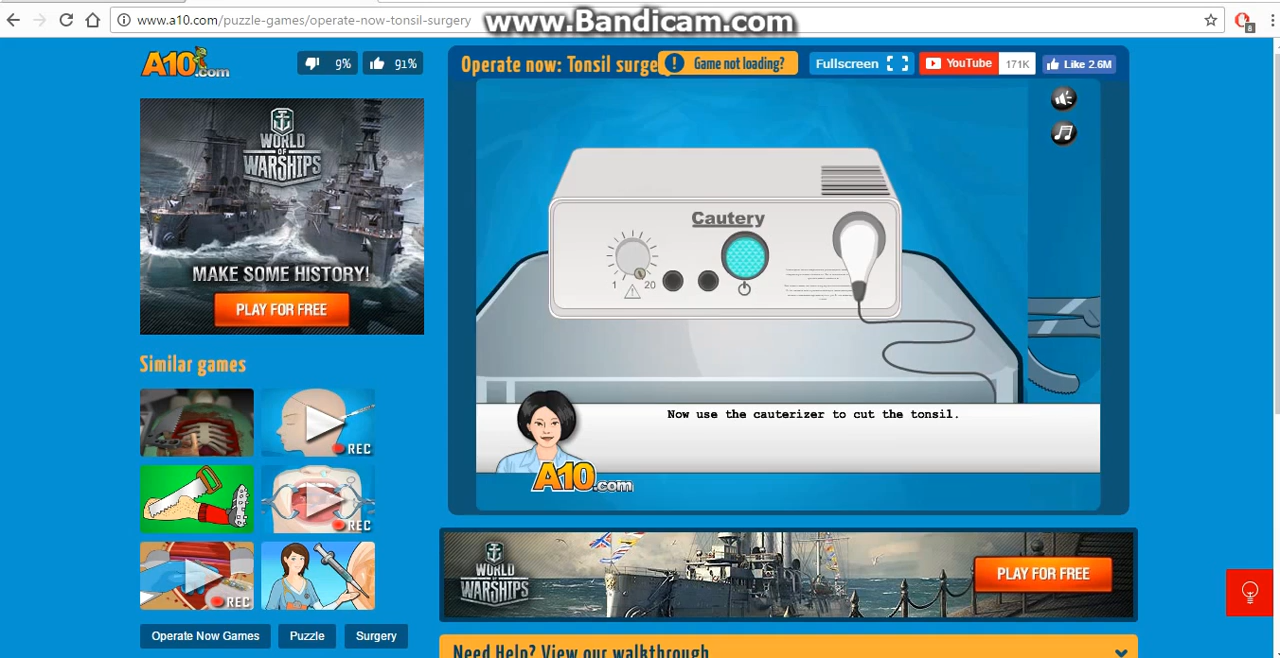 www.Bandicam.com
www.a10.com/puzzle-games/operate-now-tonsil-surgery
8
A10.com
9%
91%
Operate now: Tonsil surge
! Game not loading?
Fullscreen
YouTube
171K
Like 2.6M
WORLD
OF
WARSHIPS
MAKE SOME HISTORY!
PLAY FOR FREE
Cautery
1
20
Similar games
Now use the cauterizer to cut the tonsil.
A10.com
REC
REC
REC
WORLD
OF
WARSHIPS
PLAY FOR FREE
Operate Now Games
Puzzle
Surgery
Need Help? View our walkthrough